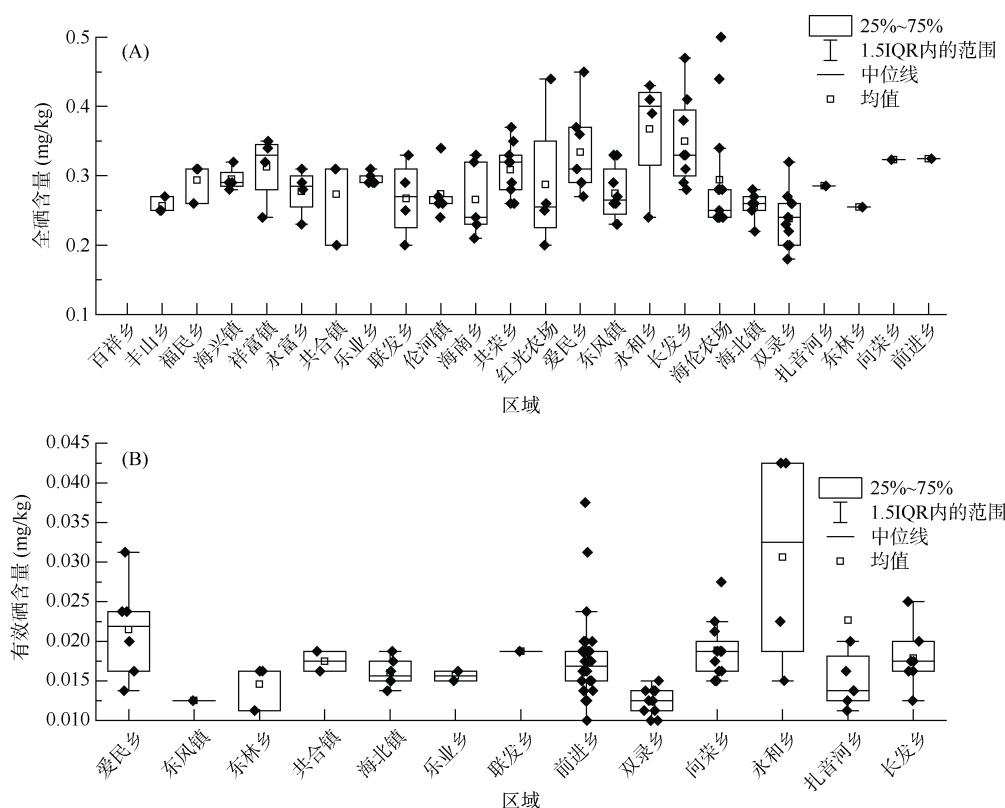 (A)
25%~75%
1.5IQR内的范围
中位线
均值
全硒含量 (mg/kg)
0.5
0.4
0.3
0.2
0.1
百祥乡
丰山乡
福民乡
海兴镇
祥富镇
永富乡
共合镇
乐业乡
联发乡
伦河镇
海南乡
共荣乡
红光农场
爱民乡
东风镇
永和乡
长发乡
海伦农场
海北镇
双录乡
扎音河乡
东林乡
向荣乡
前进乡
区域
(B)
25%~75%
1.5IQR内的范围
中位线
均值
有效硒含量 (mg/kg)
0.045
0.040
0.035
0.030
0.025
0.020
0.015
0.010
爱民乡
东风镇
东林乡
共合镇
海北镇
乐业乡
联发乡
前进乡
双录乡
向荣乡
永和乡
扎音河乡
长发乡
区域